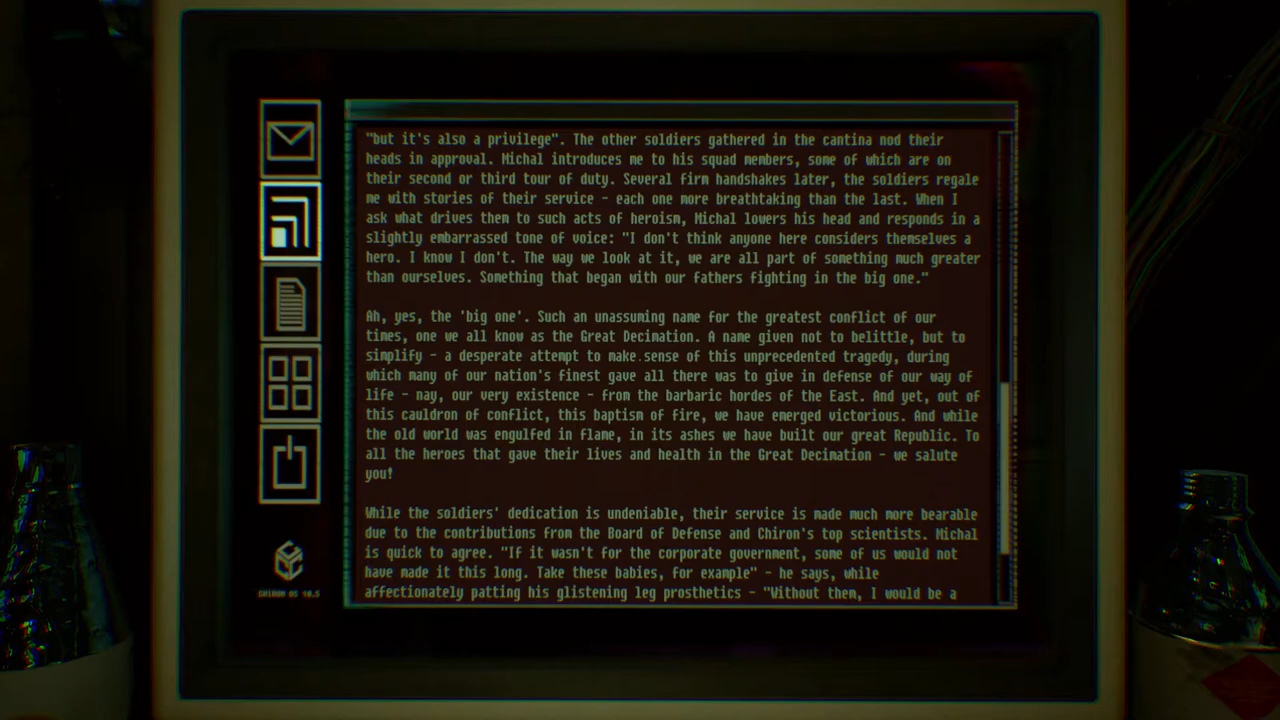 "but it's also a privilege". The other soldiers gathered in the cantina nod their
heads in approval. Michal introduces me to his squad members, some of which are on
their second or third tour of duty. Several firm handshakes later, the soldiers regale
me with stories of their service - each one more breathtaking than the last. When I
ask what drives them to such acts of heroism, Michal lowers his head and responds in a
slightly embarrassed tone of voice: "I don't think anyone here considers themselves a
hero. I know I don't. The way we look at it, we are all part of something much greater
than ourselves. Something that began with our fathers fighting in the big one."
Ah, yes, the 'big one'. Such an unassuming name for the greatest conflict of our
times, one we all know as the Great Decimation. A name given not to belittle, but to
simplify - a desperate attempt to make sense of this unprecedented tragedy, during
which many of our nation's finest gave all there was to give in defense of our way of
life - nay, our very existence - from the barbaric hordes of the East. And yet, out of
this cauldron of conflict, this baptism of fire, we have emerged victorious. And while
the old world was engulfed in flame, in its ashes we have built our great Republic. To
all the heroes that gave their lives and health in the Great Decimation - we salute
you!
While the soldiers' dedication is undeniable, their service is made much more bearable
due to the contributions from the Board of Defense and Chiron's top scientists. Michal
is quick to agree. "If it wasn't for the corporate government, some of us would not
have made it this long. Take these babies, for example" - he says, while
affectionately patting his glistening leg prosthetics - "Without them, I would be a
CHIRON OS 10.5